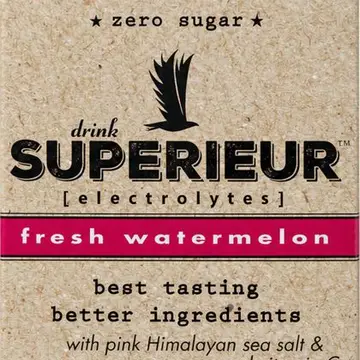 ★ zero sugar ★
drink
SUPERIEUR™
[electrolytes]
fresh watermelon
best tasting
better ingredients
with pink Himalayan sea salt &